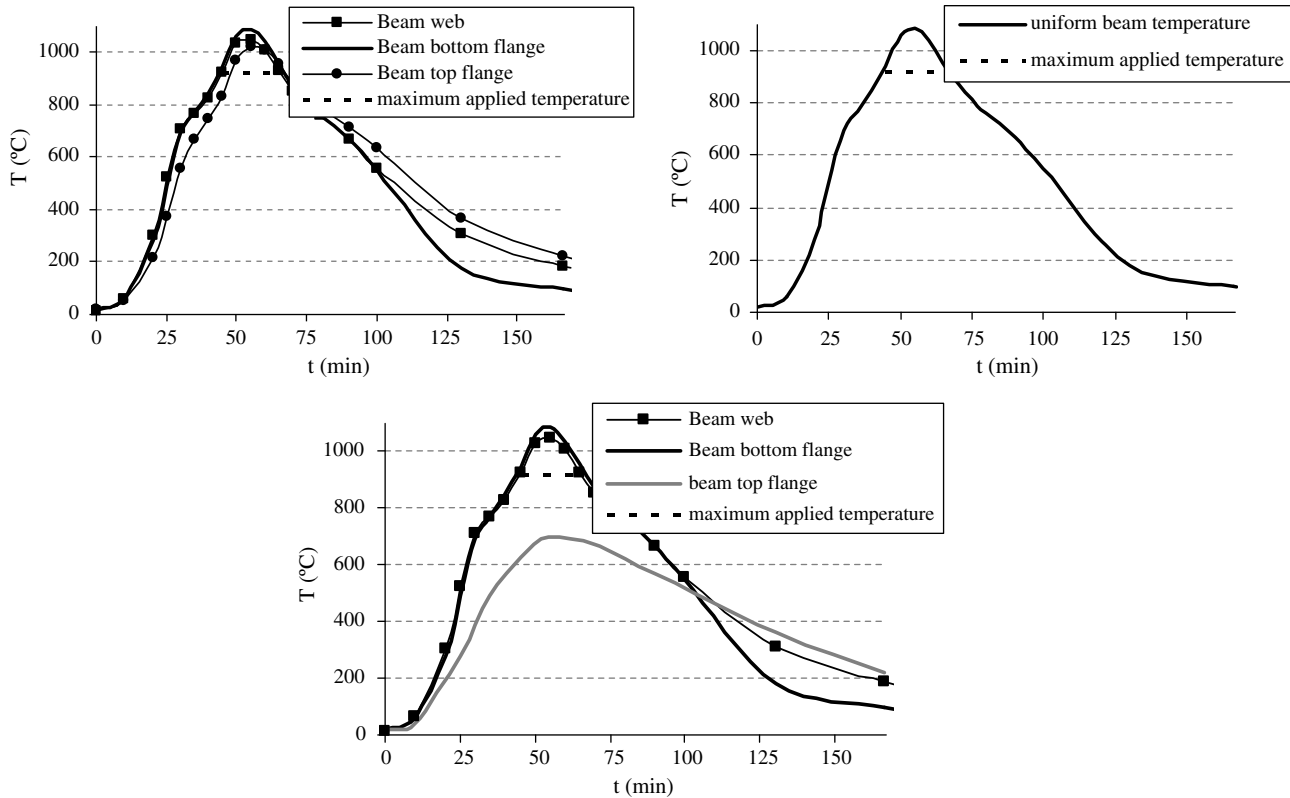 Beam web
Beam bottom flange
Beam top flange
maximum applied temperature
T (ºC)
1000
800
600
400
200
0
0 25 50 75 100 125 150
t (min)
uniform beam temperature
maximum applied temperature
T (ºC)
1000
800
600
400
200
0
0 25 50 75 100 125 150
t (min)
Beam web
Beam bottom flange
beam top flange
maximum applied temperature
T (ºC)
1000
800
600
400
200
0
0 25 50 75 100 125 150
t (min)